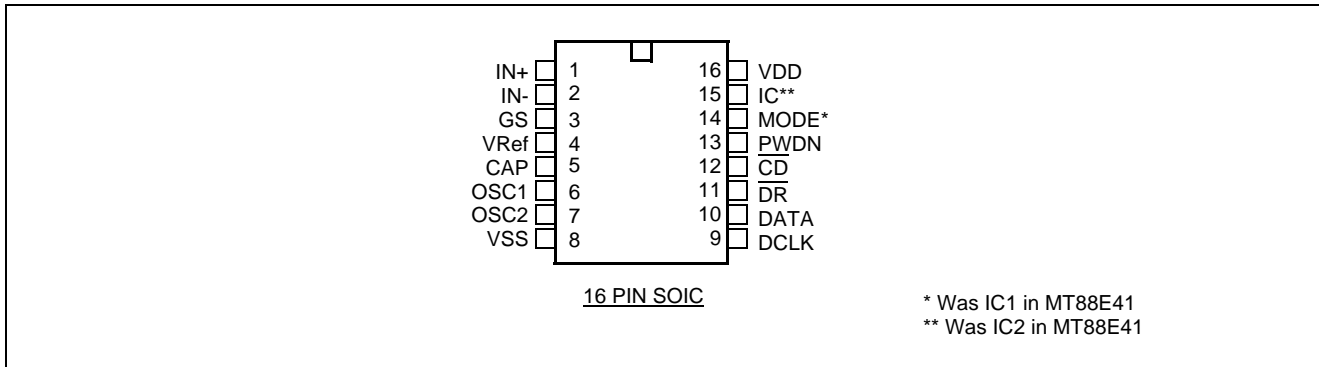 IN+ 1 16 VDD
IN- 2 15 IC**
GS 3 14 MODE*
VRef 4 13 PWDN
CAP 5 12 C̅D̅
OSC1 6 11 D̅R̅
OSC2 7 10 DATA
VSS 8 9 DCLK
16 PIN SOIC
* Was IC1 in MT88E41
** Was IC2 in MT88E41